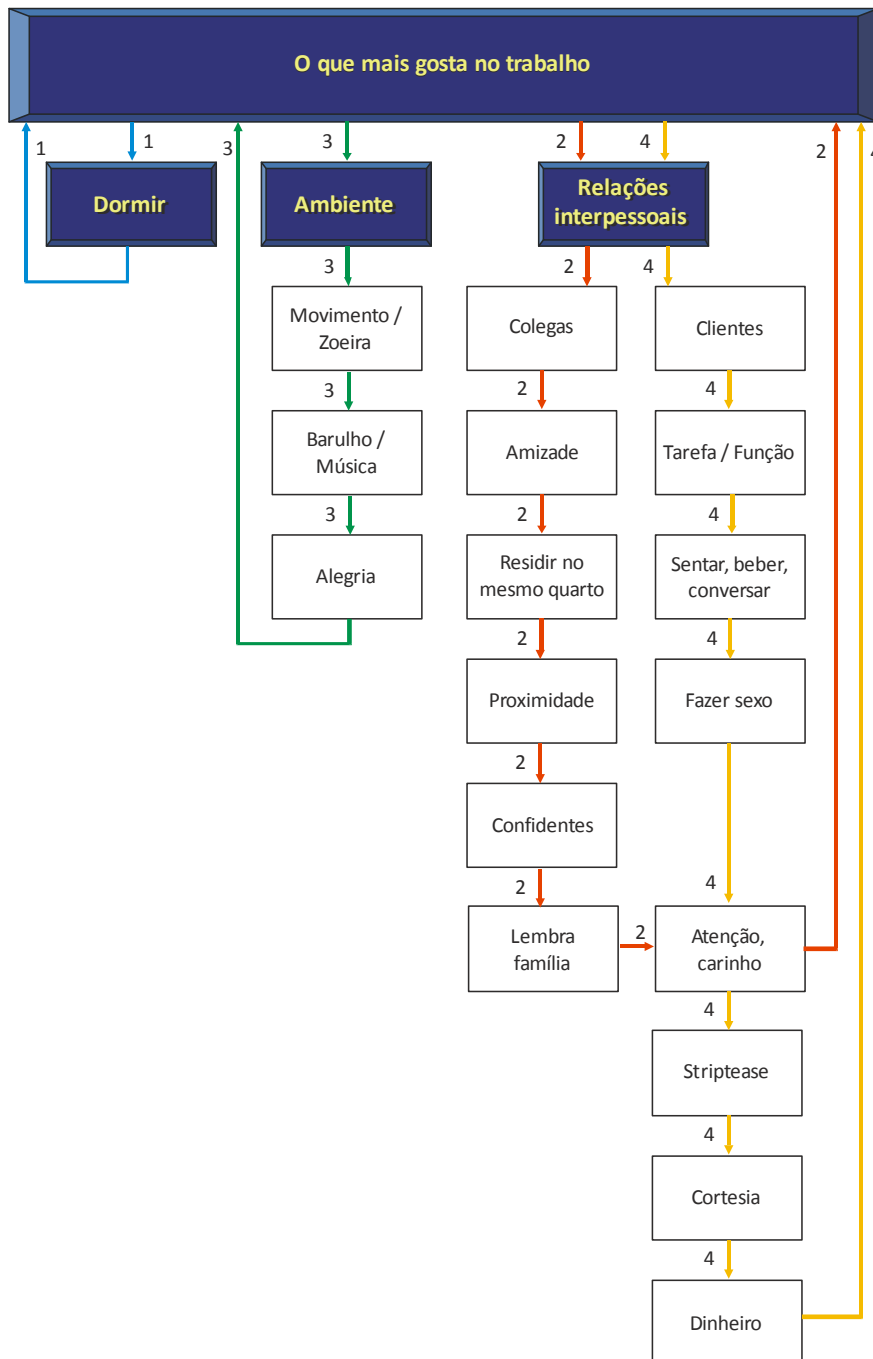 O que mais gosta no trabalho
1
1
3
3
2
4
2
4
Dormir
Ambiente
Relações
interpessoais
3
2
4
Movimento /
Zoeira
Colegas
Clientes
3
2
4
Barulho /
Música
Amizade
Tarefa / Função
3
2
4
Alegria
Residir no
mesmo quarto
Sentar, beber,
conversar
2
4
Proximidade
Fazer sexo
2
Confidentes
2
4
Lembra
família
2
Atenção,
carinho
4
Striptease
4
Cortesia
4
Dinheiro